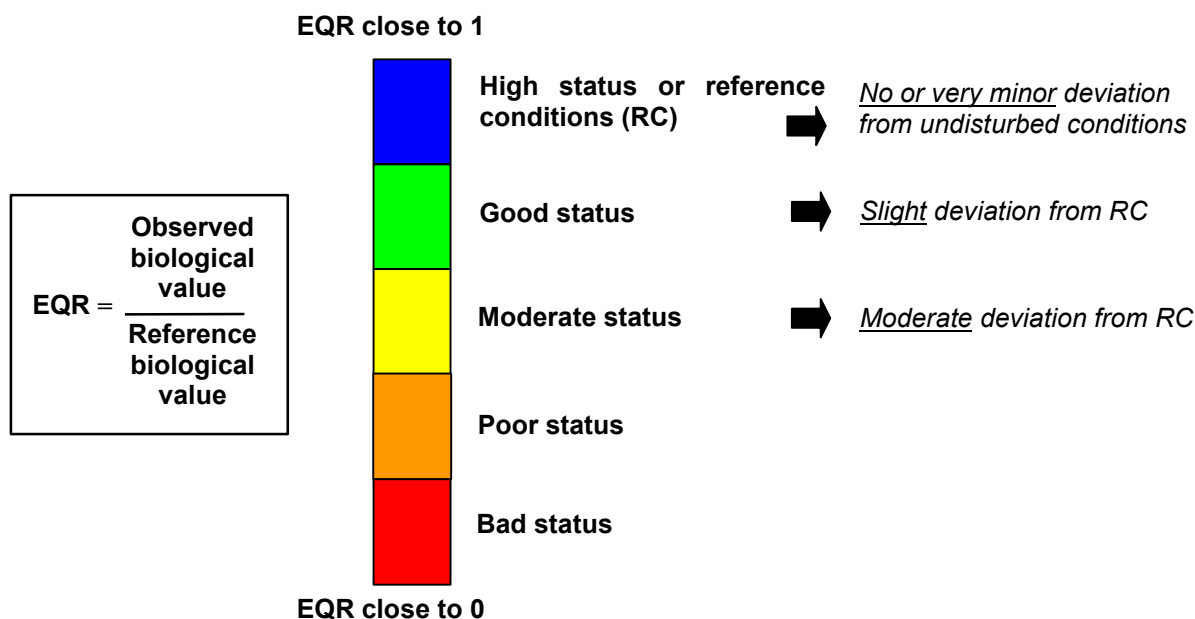 EQR close to 1
High status or reference
conditions (RC)
No or very minor deviation
from undisturbed conditions
Good status
Slight deviation from RC
Observed
biological
value
EQR =
Reference
biological
value
Moderate status
Moderate deviation from RC
Poor status
Bad status
EQR close to 0